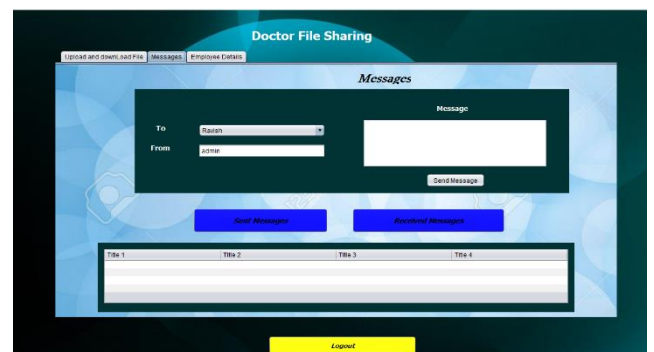 Doctor File Sharing
Upload and downLoad File Messages Employee Details
Messages
Message
To Ravish
From admin
Send Message
Sent Messages Received Messages
Title 1 Title 2 Title 3 Title 4
Logout